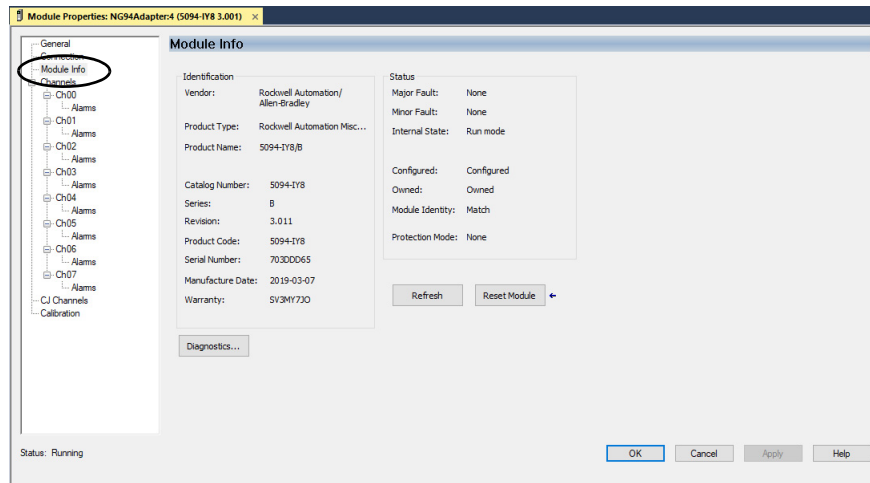 Module Properties: NG94Adapter:4 (5094-IY8 3.001) ×
General
Connection
Module Info
Channels
Ch00
Alarms
Ch01
Alarms
Ch02
Alarms
Ch03
Alarms
Ch04
Alarms
Ch05
Alarms
Ch06
Alarms
Ch07
Alarms
CJ Channels
Calibration
Module Info
Identification
Vendor: Rockwell Automation/
Allen-Bradley
Product Type: Rockwell Automation Misc...
Product Name: 5094-IY8/B
Catalog Number: 5094-IY8
Series: B
Revision: 3.011
Product Code: 5094-IY8
Serial Number: 703DDD65
Manufacture Date: 2019-03-07
Warranty: SV3MY7JO
Diagnostics...
Status
Major Fault: None
Minor Fault: None
Internal State: Run mode
Configured: Configured
Owned: Owned
Module Identity: Match
Protection Mode: None
Refresh Reset Module ←
Status: Running
OK Cancel Apply Help